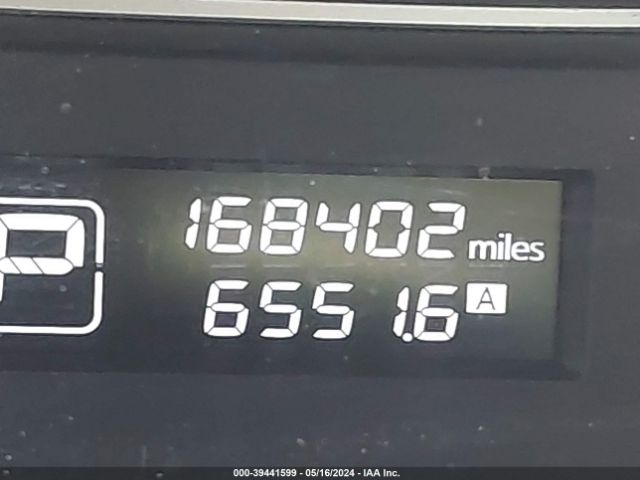 168402 miles
P
6551.6 A
000-39441599 - 05/16/2024 - IAA Inc.